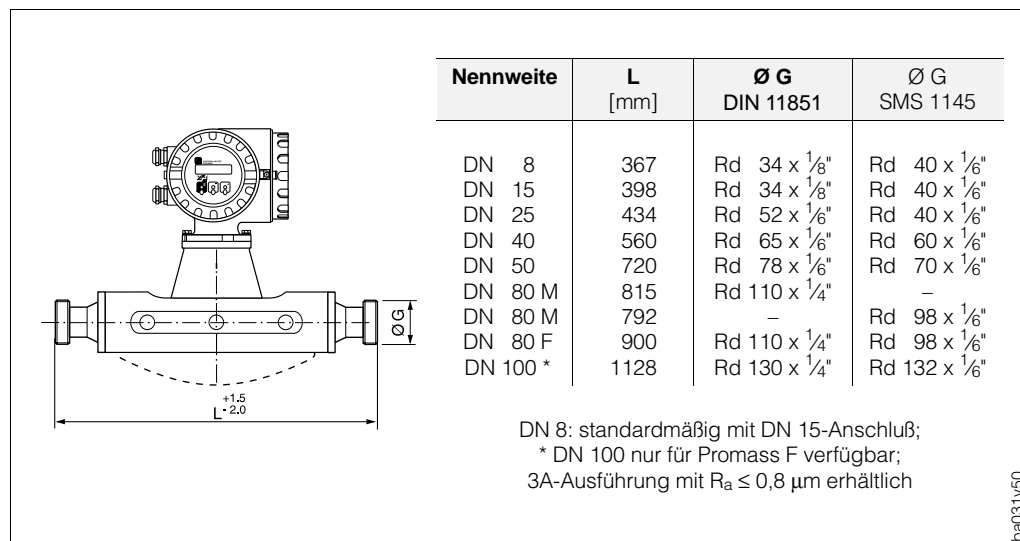 Nennweite L Ø G Ø G
[mm] DIN 11851 SMS 1145
DN 8 367 Rd 34 x 1⁄8" Rd 40 x 1⁄6"
DN 15 398 Rd 34 x 1⁄8" Rd 40 x 1⁄6"
DN 25 434 Rd 52 x 1⁄6" Rd 40 x 1⁄6"
DN 40 560 Rd 65 x 1⁄6" Rd 60 x 1⁄6"
DN 50 720 Rd 78 x 1⁄6" Rd 70 x 1⁄6"
DN 80 M 815 Rd 110 x 1⁄4" –
DN 80 M 792 – Rd 98 x 1⁄6"
DN 80 F 900 Rd 110 x 1⁄4" Rd 98 x 1⁄6"
DN 100 * 1128 Rd 130 x 1⁄4" Rd 132 x 1⁄6"
Ø G
L +1.5 - 2.0
DN 8: standardmäßig mit DN 15-Anschluß;
* DN 100 nur für Promass F verfügbar;
3A-Ausführung mit Ra ≤ 0,8 µm erhältlich
ba031y50